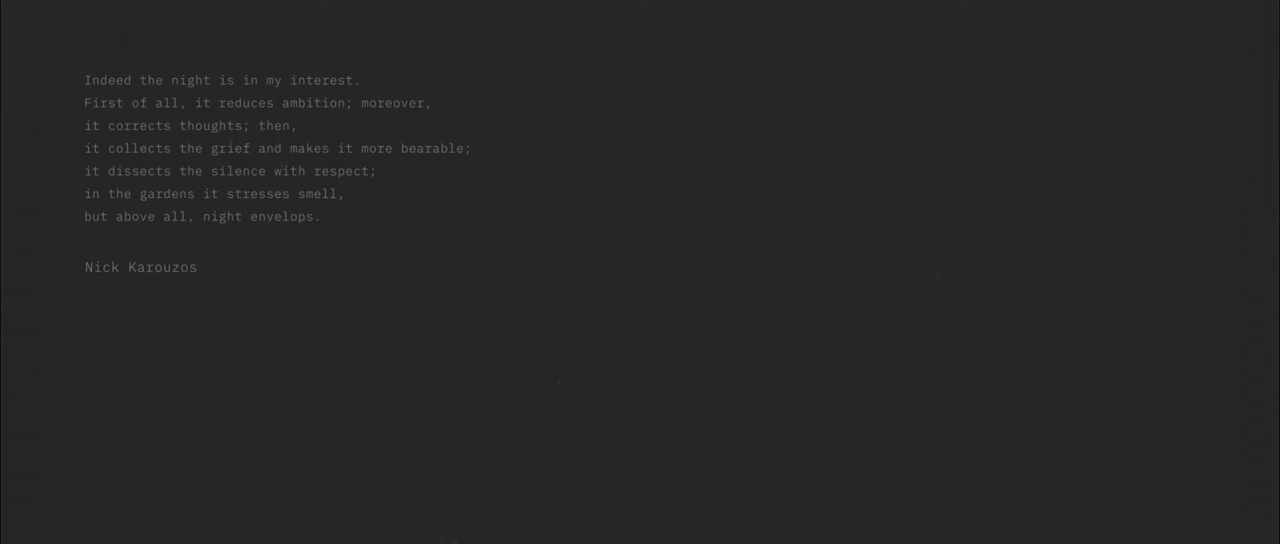 Indeed the night is in my interest.
First of all, it reduces ambition; moreover,
it corrects thoughts; then,
it collects the grief and makes it more bearable;
it dissects the silence with respect;
in the gardens it stresses smell,
but above all, night envelops.
Nick Karouzos